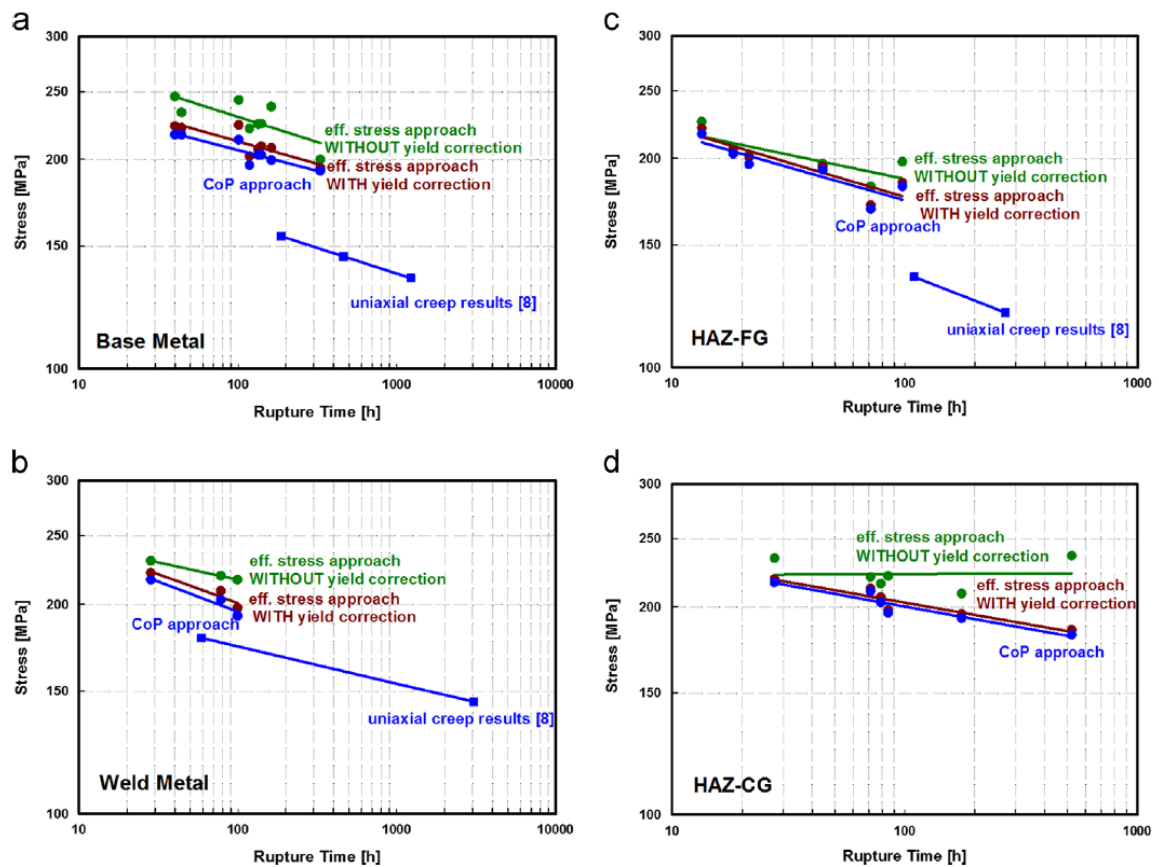 a
300
250
200
150
100
Stress [MPa]
eff. stress approach
WITHOUT yield correction
eff. stress approach
WITH yield correction
CoP approach
uniaxial creep results [8]
Base Metal
10
100
1000
10000
Rupture Time [h]
c
300
250
200
150
100
Stress [MPa]
eff. stress approach
WITHOUT yield correction
eff. stress approach
WITH yield correction
CoP approach
uniaxial creep results [8]
HAZ-FG
10
100
1000
Rupture Time [h]
b
300
250
200
150
100
Stress [MPa]
eff. stress approach
WITHOUT yield correction
eff. stress approach
WITH yield correction
CoP approach
uniaxial creep results [8]
Weld Metal
10
100
1000
10000
Rupture Time [h]
d
300
250
200
150
100
Stress [MPa]
eff. stress approach
WITHOUT yield correction
eff. stress approach
WITH yield correction
CoP approach
HAZ-CG
10
100
1000
Rupture Time [h]